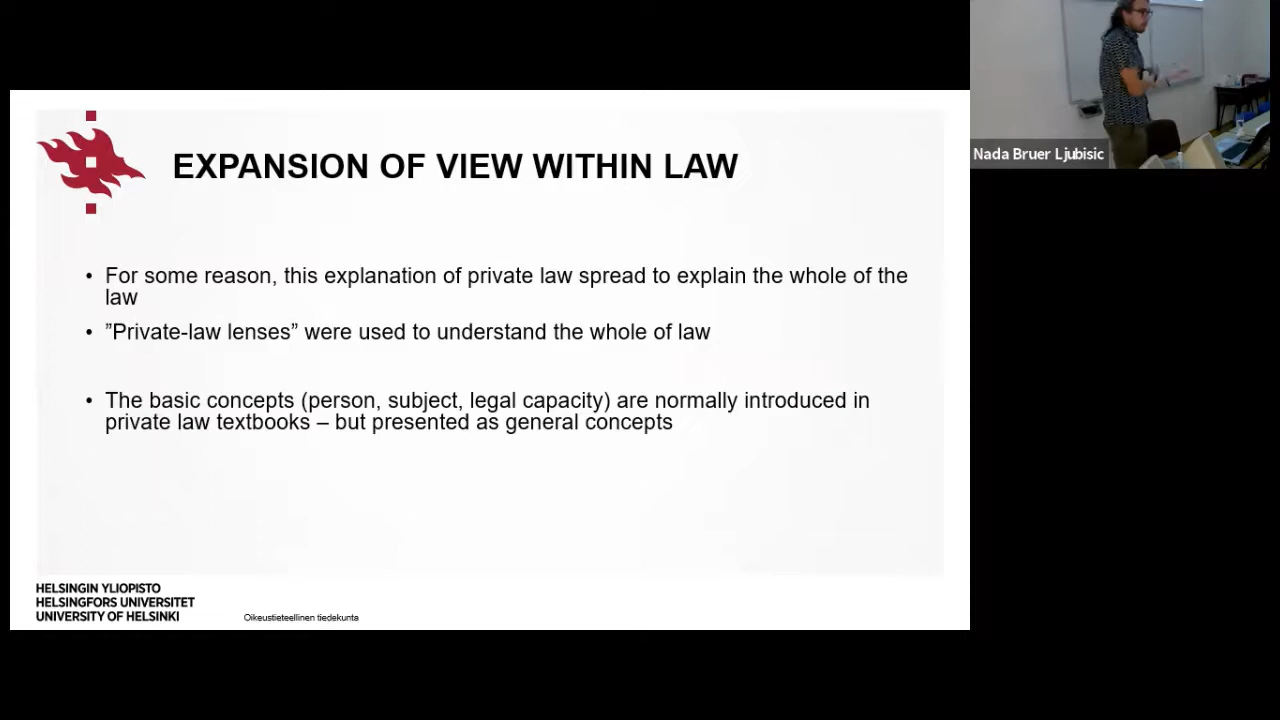 Nada Bruer Ljubisic
EXPANSION OF VIEW WITHIN LAW
• For some reason, this explanation of private law spread to explain the whole of the
law
• ”Private-law lenses” were used to understand the whole of law
• The basic concepts (person, subject, legal capacity) are normally introduced in
private law textbooks – but presented as general concepts
HELSINGIN YLIOPISTO
HELSINGFORS UNIVERSITET
UNIVERSITY OF HELSINKI
Oikeustieteellinen tiedekunta